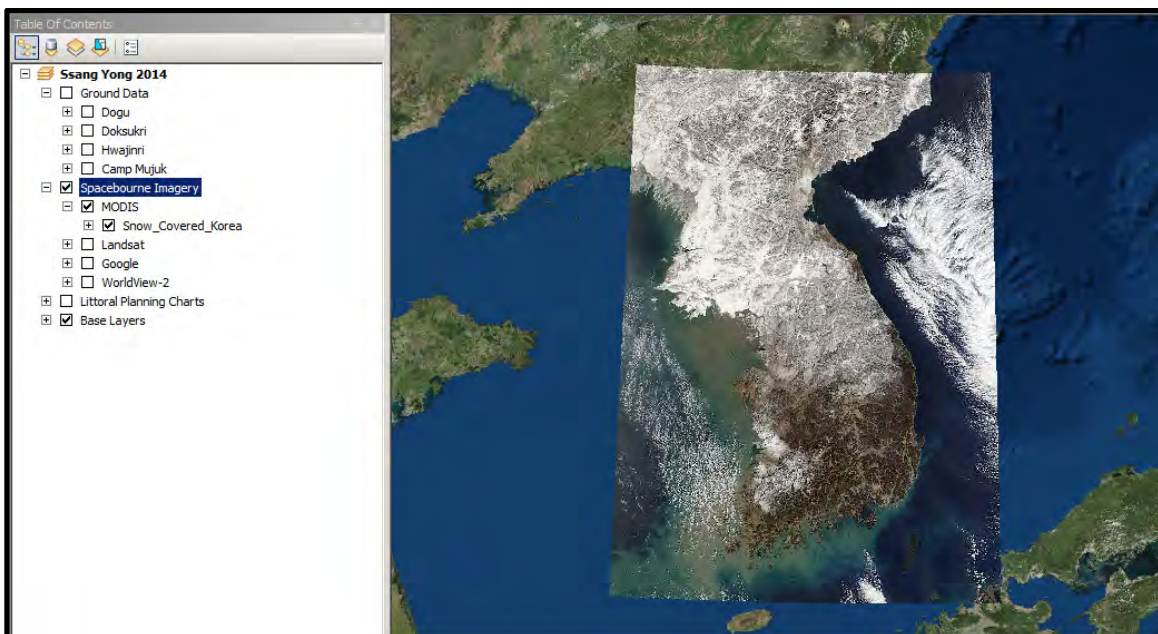 Table Of Contents
Ssang Yong 2014
Ground Data
Dogu
Doksukri
Hwajinri
Camp Mujuk
Spacebourne Imagery
MODIS
Snow_Covered_Korea
Landsat
Google
WorldView-2
Littoral Planning Charts
Base Layers